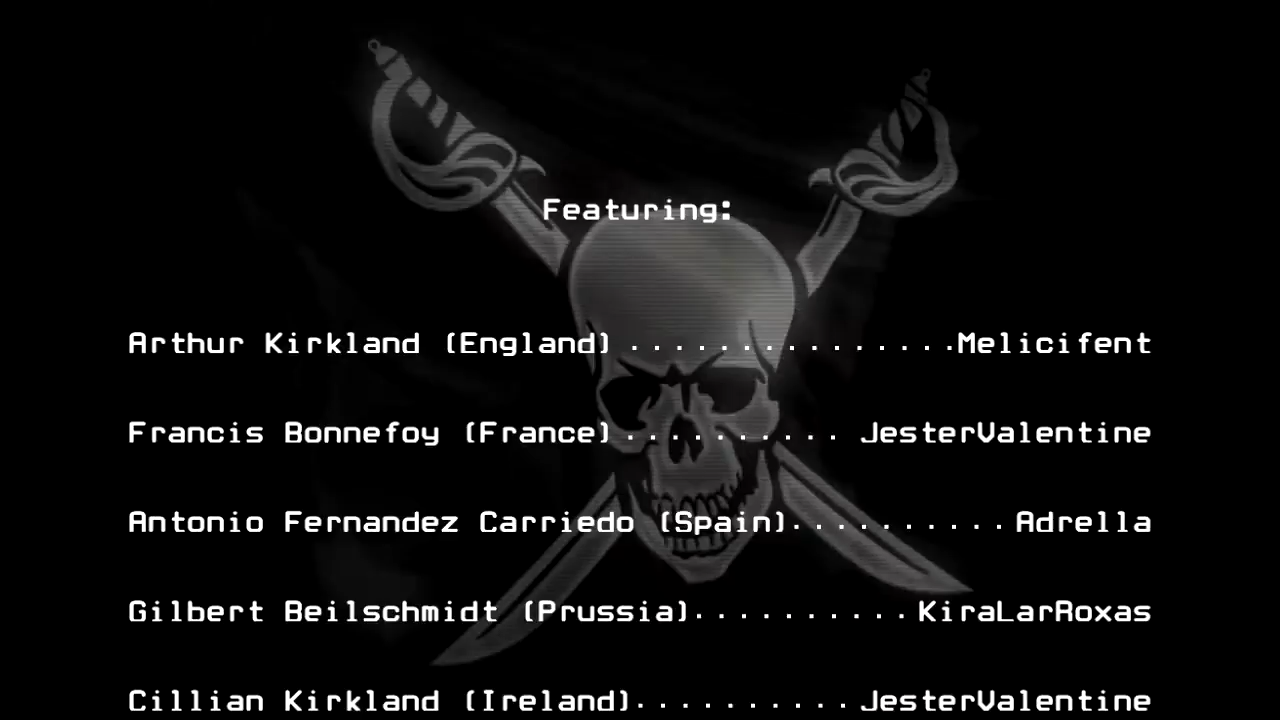 Featuring:
Arthur Kirkland (England) . . . . . . . . . . . . . . .Melicifent
Francis Bonnefoy (France) . . . . . . . . . . JesterValentine
Antonio Fernandez Carriedo (Spain). . . . . . . . . . Adrella
Gilbert Beilschmidt (Prussia). . . . . . . . . . KiraLarRoxas
Cillian Kirkland (Ireland). . . . . . . . . . JesterValentine